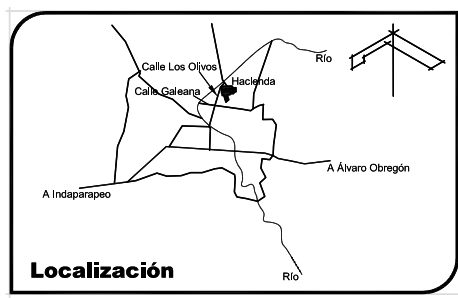 Río
Calle Los Olivos
Hacienda
Calle Galeana
A Álvaro Obregón
A Indaparapeo
Localización
Río